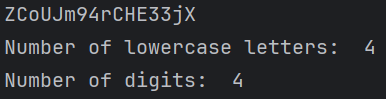 ZCoUJm94rCHE33jX
Number of lowercase letters:  4
Number of digits:  4